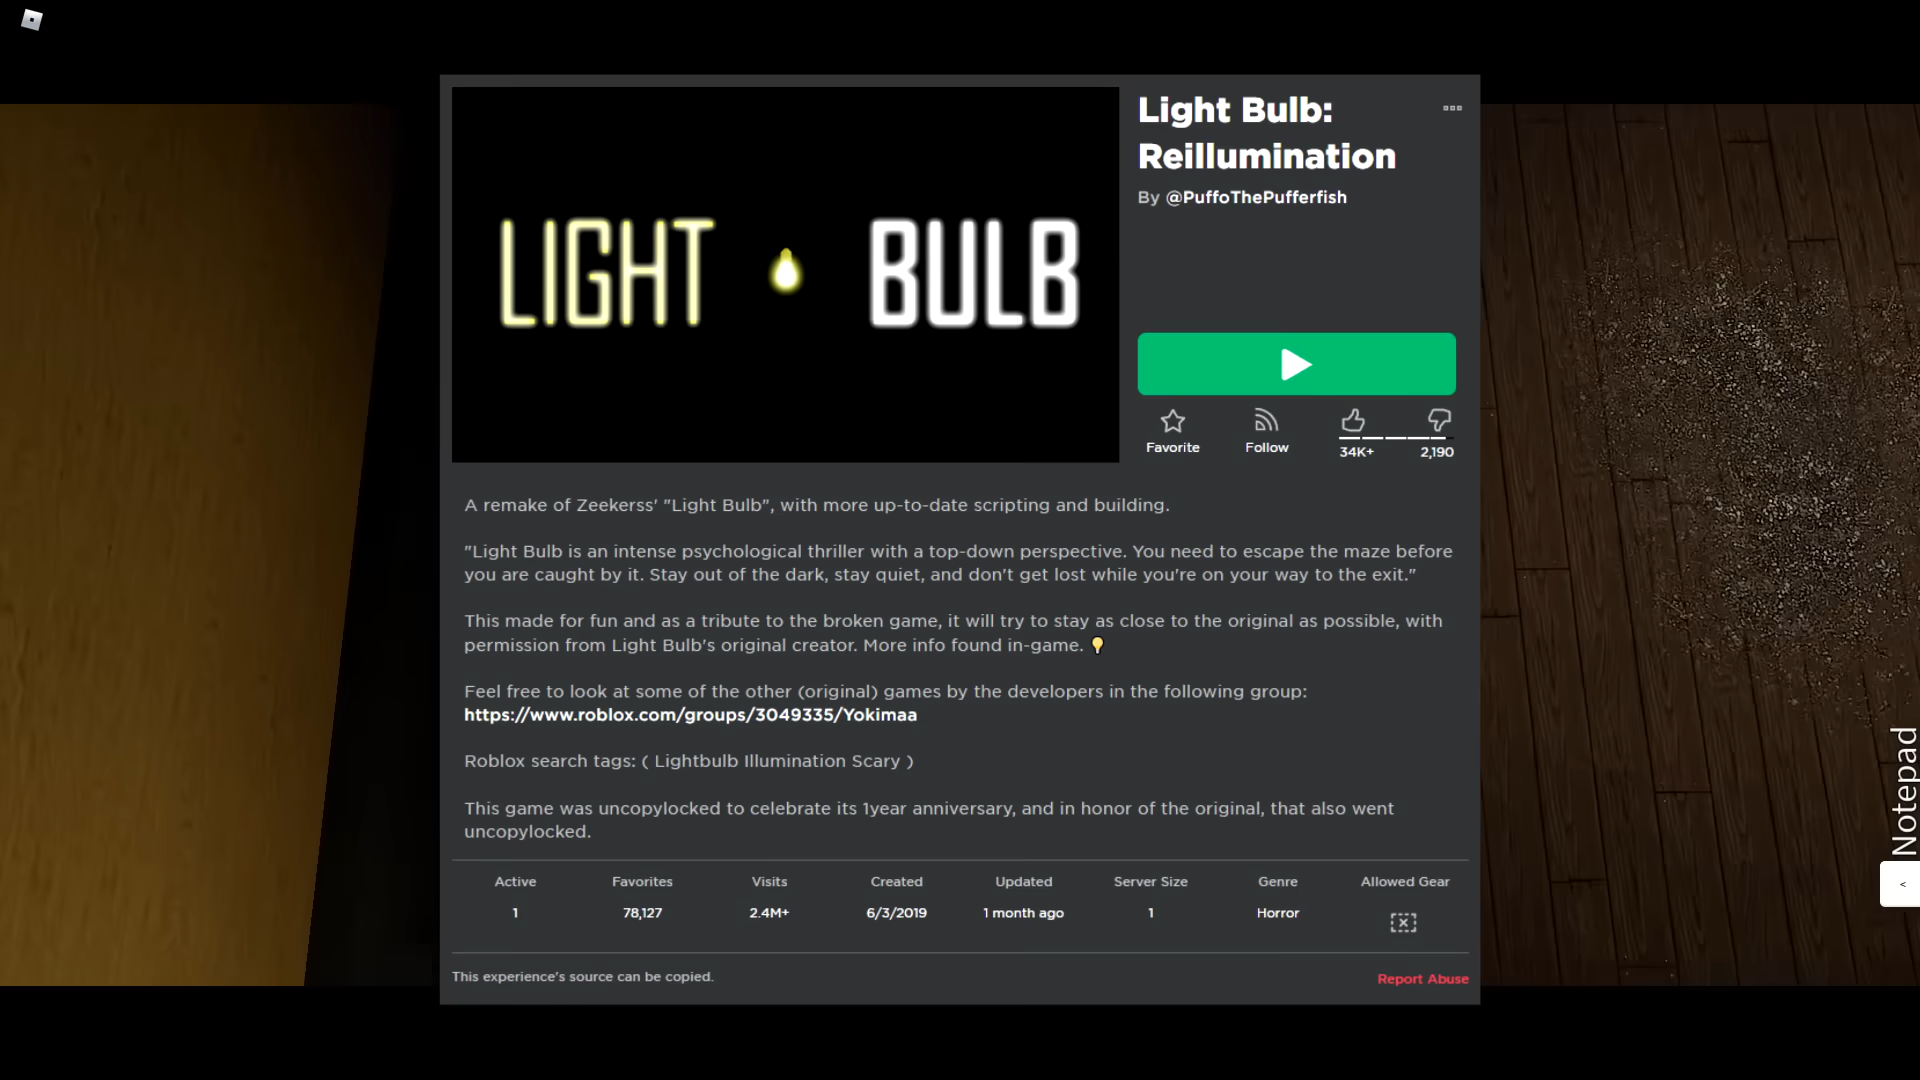 LIGHT BULB
Light Bulb:
Reillumination
By @PuffoThePufferfish
Favorite
Follow
34K+
2,190
A remake of Zeekerss' "Light Bulb", with more up-to-date scripting and building.
"Light Bulb is an intense psychological thriller with a top-down perspective. You need to escape the maze before
you are caught by it. Stay out of the dark, stay quiet, and don't get lost while you're on your way to the exit."
This made for fun and as a tribute to the broken game, it will try to stay as close to the original as possible, with
permission from Light Bulb's original creator. More info found in-game. 💡
Feel free to look at some of the other (original) games by the developers in the following group:
https://www.roblox.com/groups/3049335/Yokimaa
Roblox search tags: ( Lightbulb Illumination Scary )
This game was uncopylocked to celebrate its 1year anniversary, and in honor of the original, that also went
uncopylocked.
Active Favorites Visits Created Updated Server Size Genre Allowed Gear
1 78,127 2.4M+ 6/3/2019 1 month ago 1 Horror
This experience's source can be copied.
Report Abuse
Notepad
<